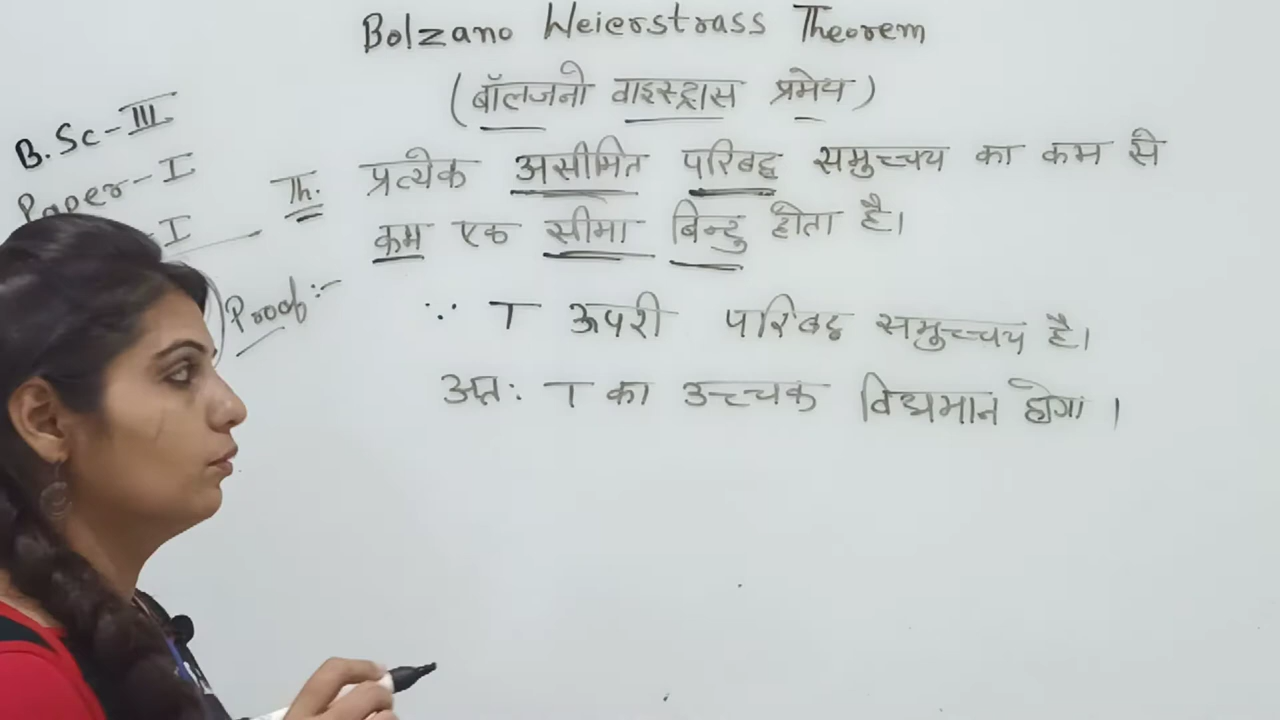 Bolzano Weierstrass Theorem
(बॉलजनो वाइस्ट्रास प्रमेय)
B.Sc-III
Paper-I
-I
Th. प्रत्येक असीमित परिबद्ध समुच्चय का कम से
कम एक सीमा बिन्दु होता है।
Proof:-
∵ T ऊपरी परिबद्ध समुच्चय है।
अतः T का उच्चक विद्यमान होगा ।